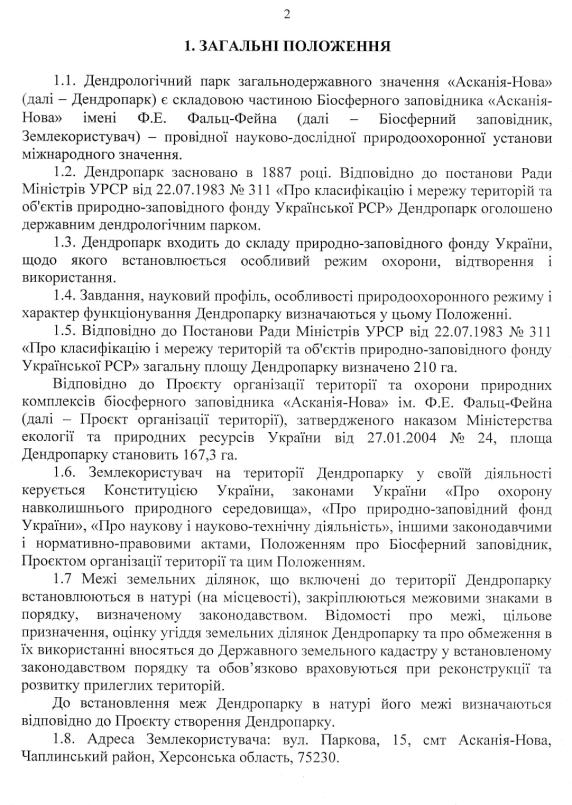 2
1. ЗАГАЛЬНІ ПОЛОЖЕННЯ
1.1. Дендрологічний парк загальнодержавного значення «Асканія-Нова»
(далі – Дендропарк) є складовою частиною Біосферного заповідника «Асканія-
Нова» імені Ф.Е. Фальц-Фейна (далі – Біосферний заповідник,
Землекористувач) – провідної науково-дослідної природоохоронної установи
міжнародного значення.
1.2. Дендропарк засновано в 1887 році. Відповідно до постанови Ради
Міністрів УРСР від 22.07.1983 № 311 «Про класифікацію і мережу територій та
об'єктів природно-заповідного фонду Української РСР» Дендропарк оголошено
державним дендрологічним парком.
1.3. Дендропарк входить до складу природно-заповідного фонду України,
щодо якого встановлюється особливий режим охорони, відтворення і
використання.
1.4. Завдання, науковий профіль, особливості природоохоронного режиму і
характер функціонування Дендропарку визначаються у цьому Положенні.
1.5. Відповідно до Постанови Ради Міністрів УРСР від 22.07.1983 № 311
«Про класифікацію і мережу територій та об'єктів природно-заповідного фонду
Української РСР» загальну площу Дендропарку визначено 210 га.
Відповідно до Проєкту організації території та охорони природних
комплексів біосферного заповідника «Асканія-Нова» ім. Ф.Е. Фальц-Фейна
(далі – Проєкт організації території), затвердженого наказом Міністерства
екології та природних ресурсів України від 27.01.2004 № 24, площа
Дендропарку становить 167,3 га.
1.6. Землекористувач на території Дендропарку у своїй діяльності
керується Конституцією України, законами України «Про охорону
навколишнього природного середовища», «Про природно-заповідний фонд
України», «Про наукову і науково-технічну діяльність», іншими законодавчими
і нормативно-правовими актами, Положенням про Біосферний заповідник,
Проєктом організації території та цим Положенням.
1.7 Межі земельних ділянок, що включені до території Дендропарку
встановлюються в натурі (на місцевості), закріплюються межовими знаками в
порядку, визначеному законодавством. Відомості про межі, цільове
призначення, оцінку угіддя земельних ділянок Дендропарку та про обмеження в
їх використанні вносяться до Державного земельного кадастру у встановленому
законодавством порядку та обов’язково враховуються при реконструкції та
розвитку прилеглих територій.
До встановлення меж Дендропарку в натурі його межі визначаються
відповідно до Проєкту створення Дендропарку.
1.8. Адреса Землекористувача: вул. Паркова, 15, смт Асканія-Нова,
Чаплинський район, Херсонська область, 75230.